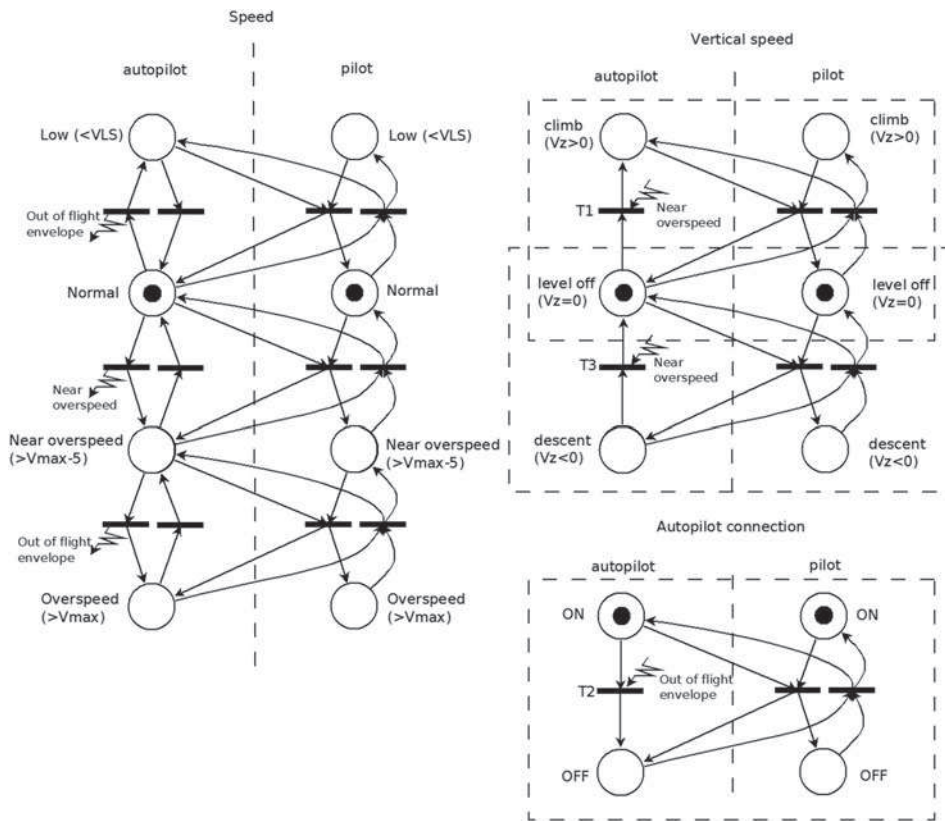 Speed
autopilot
pilot
Low (<VLS)
Low (<VLS)
Out of flight
envelope
Normal
Normal
Near
overspeed
Near overspeed
(>Vmax-5)
Near overspeed
(>Vmax-5)
Out of flight
envelope
Overspeed
(>Vmax)
Overspeed
(>Vmax)
Vertical speed
autopilot
pilot
climb
(Vz>0)
climb
(Vz>0)
T1
Near
overspeed
level off
(Vz=0)
level off
(Vz=0)
T3
Near
overspeed
descent
(Vz<0)
descent
(Vz<0)
Autopilot connection
autopilot
pilot
ON
ON
T2
Out of flight
envelope
OFF
OFF